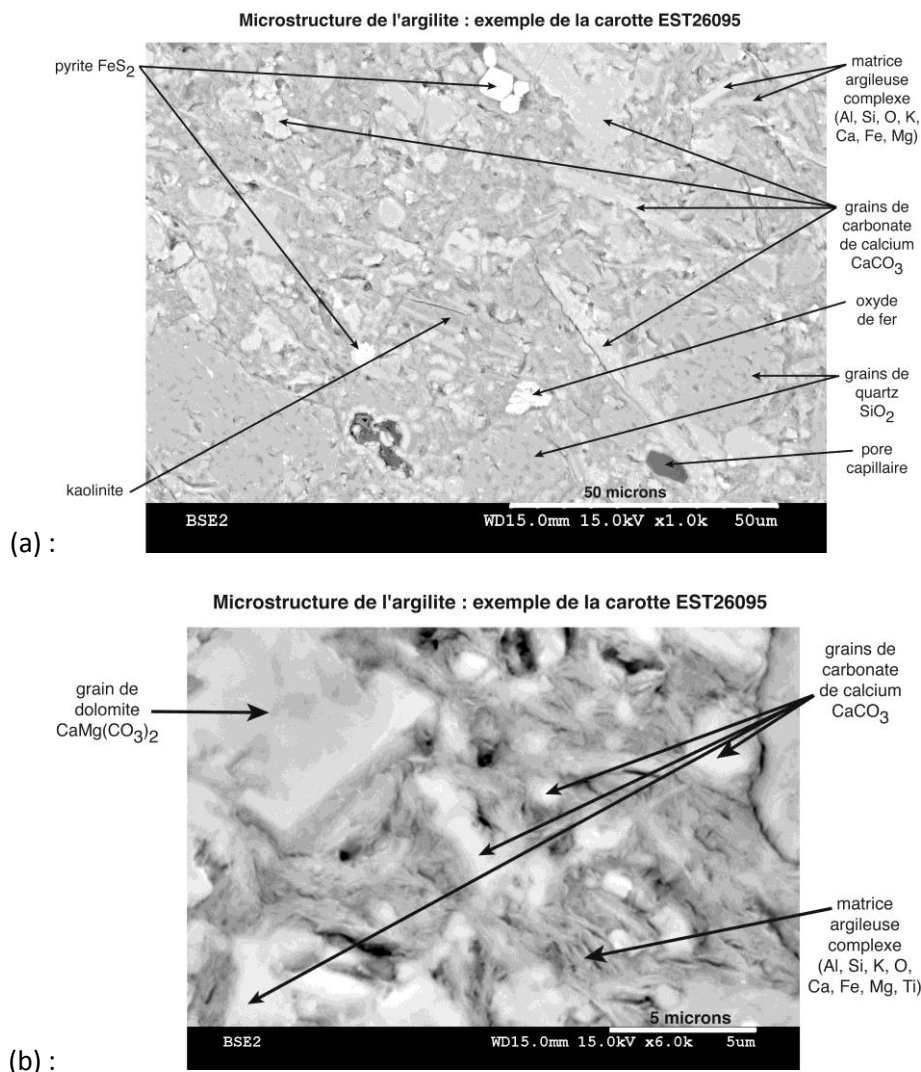 Microstructure de l'argilite : exemple de la carotte EST26095
pyrite FeS2
matrice
argileuse
complexe
(Al, Si, O, K,
Ca, Fe, Mg)
grains de
carbonate
de calcium
CaCO3
oxyde
de fer
grains de
quartz
SiO2
pore
capillaire
kaolinite
50 microns
BSE2 WD15.0mm 15.0kV x1.0k 50um
(a) :
Microstructure de l'argilite : exemple de la carotte EST26095
grain de
dolomite
CaMg(CO3)2
grains de
carbonate
de calcium
CaCO3
matrice
argileuse
complexe
(Al, Si, K, O,
Ca, Fe, Mg, Ti)
5 microns
BSE2 WD15.0mm 15.0kV x6.0k 5um
(b) :